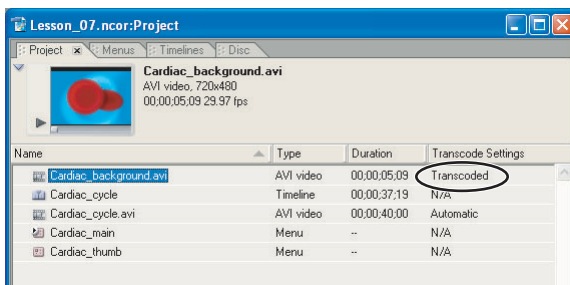 Lesson_07.ncor:Project
Project Menus Timelines Disc
Cardiac_background.avi
AVI video, 720x480
00;00;05;09 29.97 fps
Name Type Duration Transcode Settings
Cardiac_background.avi AVI video 00;00;05;09 Transcoded
Cardiac_cycle Timeline 00;00;37;19 N/A
Cardiac_cycle.avi AVI video 00;00;40;00 Automatic
Cardiac_main Menu -- N/A
Cardiac_thumb Menu -- N/A